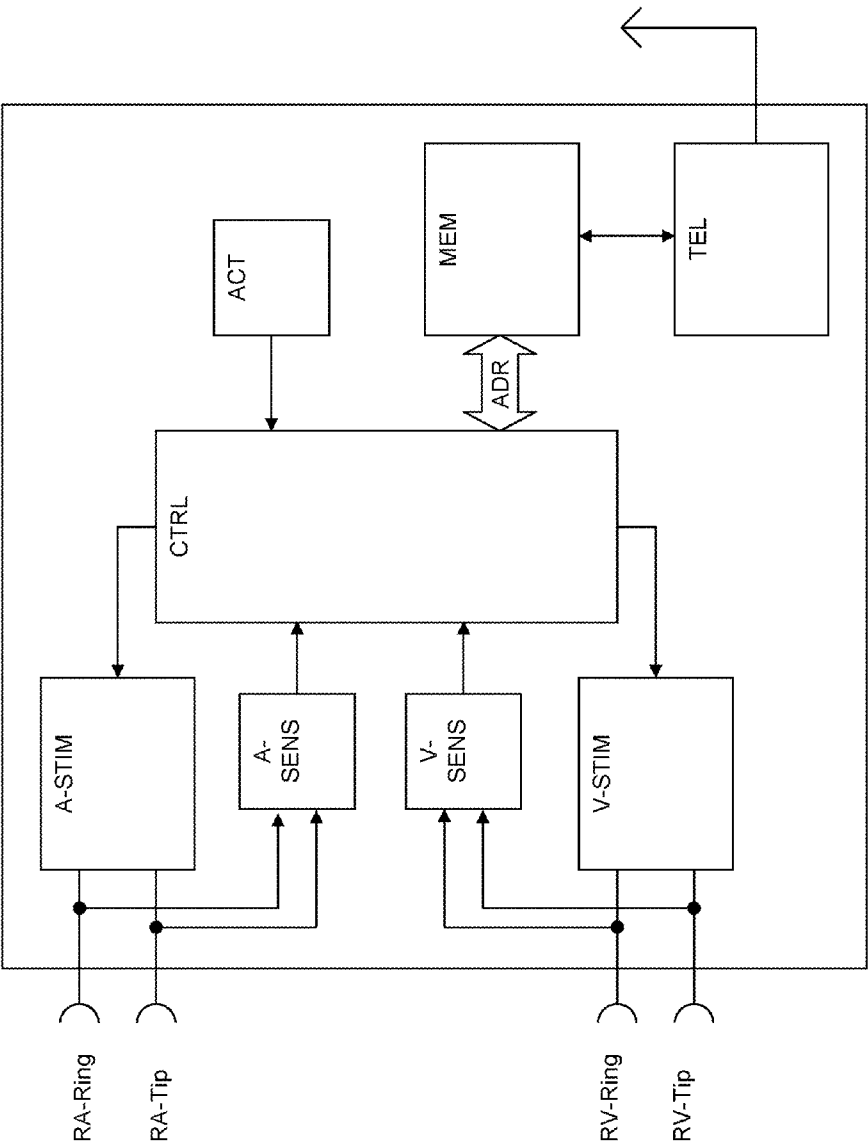 RA-Ring
RA-Tip
RV-Ring
RV-Tip
A-STIM
A-
SENS
V-
SENS
V-STIM
CTRL
ADR
ACT
MEM
TEL